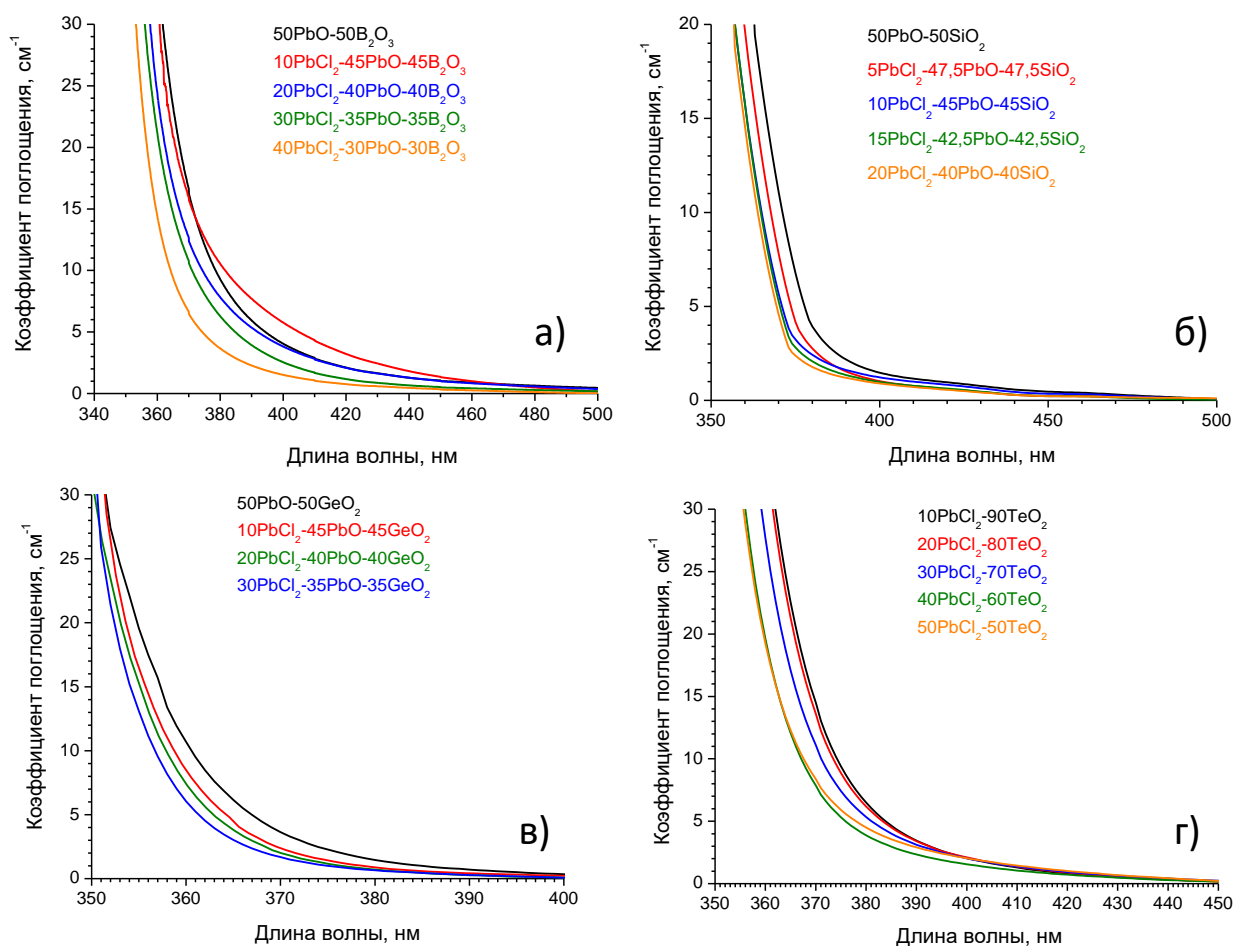 Коэффициент поглощения, см⁻¹
30
25
20
15
10
5
0
50PbO-50B₂O₃
10PbCl₂-45PbO-45B₂O₃
20PbCl₂-40PbO-40B₂O₃
30PbCl₂-35PbO-35B₂O₃
40PbCl₂-30PbO-30B₂O₃
а)
340 360 380 400 420 440 460 480 500
Длина волны, нм
Коэффициент поглощения, см⁻¹
20
15
10
5
0
50PbO-50SiO₂
5PbCl₂-47,5PbO-47,5SiO₂
10PbCl₂-45PbO-45SiO₂
15PbCl₂-42,5PbO-42,5SiO₂
20PbCl₂-40PbO-40SiO₂
б)
350 400 450 500
Длина волны, нм
Коэффициент поглощения, см⁻¹
30
25
20
15
10
5
0
50PbO-50GeO₂
10PbCl₂-45PbO-45GeO₂
20PbCl₂-40PbO-40GeO₂
30PbCl₂-35PbO-35GeO₂
в)
350 360 370 380 390 400
Длина волны, нм
Коэффициент поглощения, см⁻¹
30
25
20
15
10
5
0
10PbCl₂-90TeO₂
20PbCl₂-80TeO₂
30PbCl₂-70TeO₂
40PbCl₂-60TeO₂
50PbCl₂-50TeO₂
г)
350 360 370 380 390 400 410 420 430 440 450
Длина волны, нм